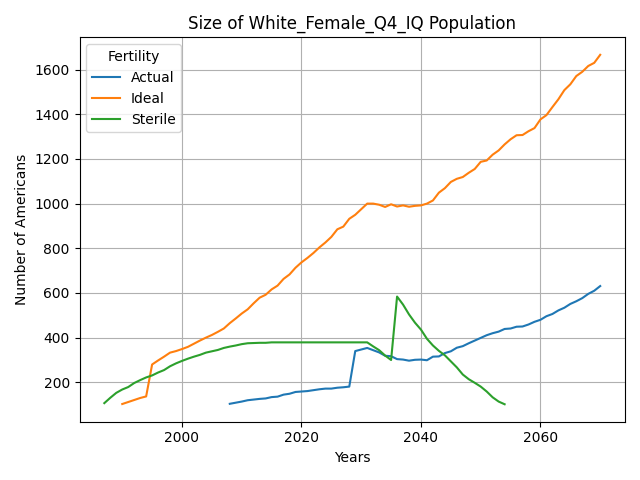 Size of White_Female_Q4_IQ Population
Fertility
Actual
Ideal
Sterile
Number of Americans
1600
1400
1200
1000
800
600
400
200
2000
2020
2040
2060
Years